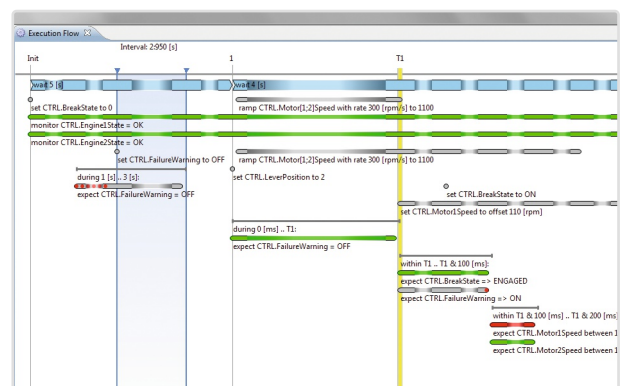 Execution Flow
Interval: 2.950 [s]
Init
1
T1
wait 5 [s]
wait 4 [s]
set CTRL.BreakState to 0
ramp CTRL.Motor[1;2]Speed with rate 300 [rpm/s] to 1100
monitor CTRL.Engine1State = OK
monitor CTRL.Engine2State = OK
set CTRL.FailureWarning to OFF
ramp CTRL.Motor[1;2]Speed with rate 300 [rpm/s] to 1100
during 1 [s] .. 3 [s]:
set CTRL.LeverPosition to 2
expect CTRL.FailureWarning = OFF
set CTRL.BreakState to ON
set CTRL.Motor1Speed to offset 110 [rpm]
during 0 [ms] .. T1:
expect CTRL.FailureWarning = OFF
within T1 .. T1 & 100 [ms]:
expect CTRL.BreakState => ENGAGED
expect CTRL.FailureWarning => ON
within T1 & 100 [ms] .. T1 & 200 [ms]
expect CTRL.Motor1Speed between 1
expect CTRL.Motor2Speed between 1